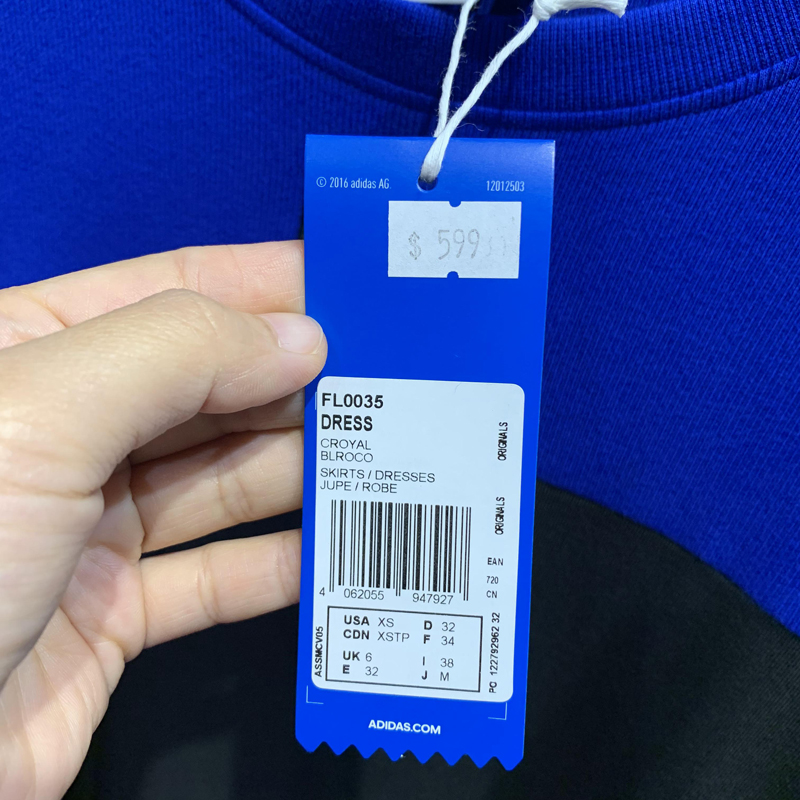 © 2016 adidas AG.
12012503
$ 599
FL0035
DRESS
CROYAL
BLROCO
SKIRTS / DRESSES
JUPE / ROBE
ORIGINALS
ORIGINALS
EAN
720
CN
4 062055 947927
ASSMCV05
USA XS D 32
CDN XSTP F 34
UK 6 I 38
E 32 J M
PO 122792962 32
ADIDAS.COM